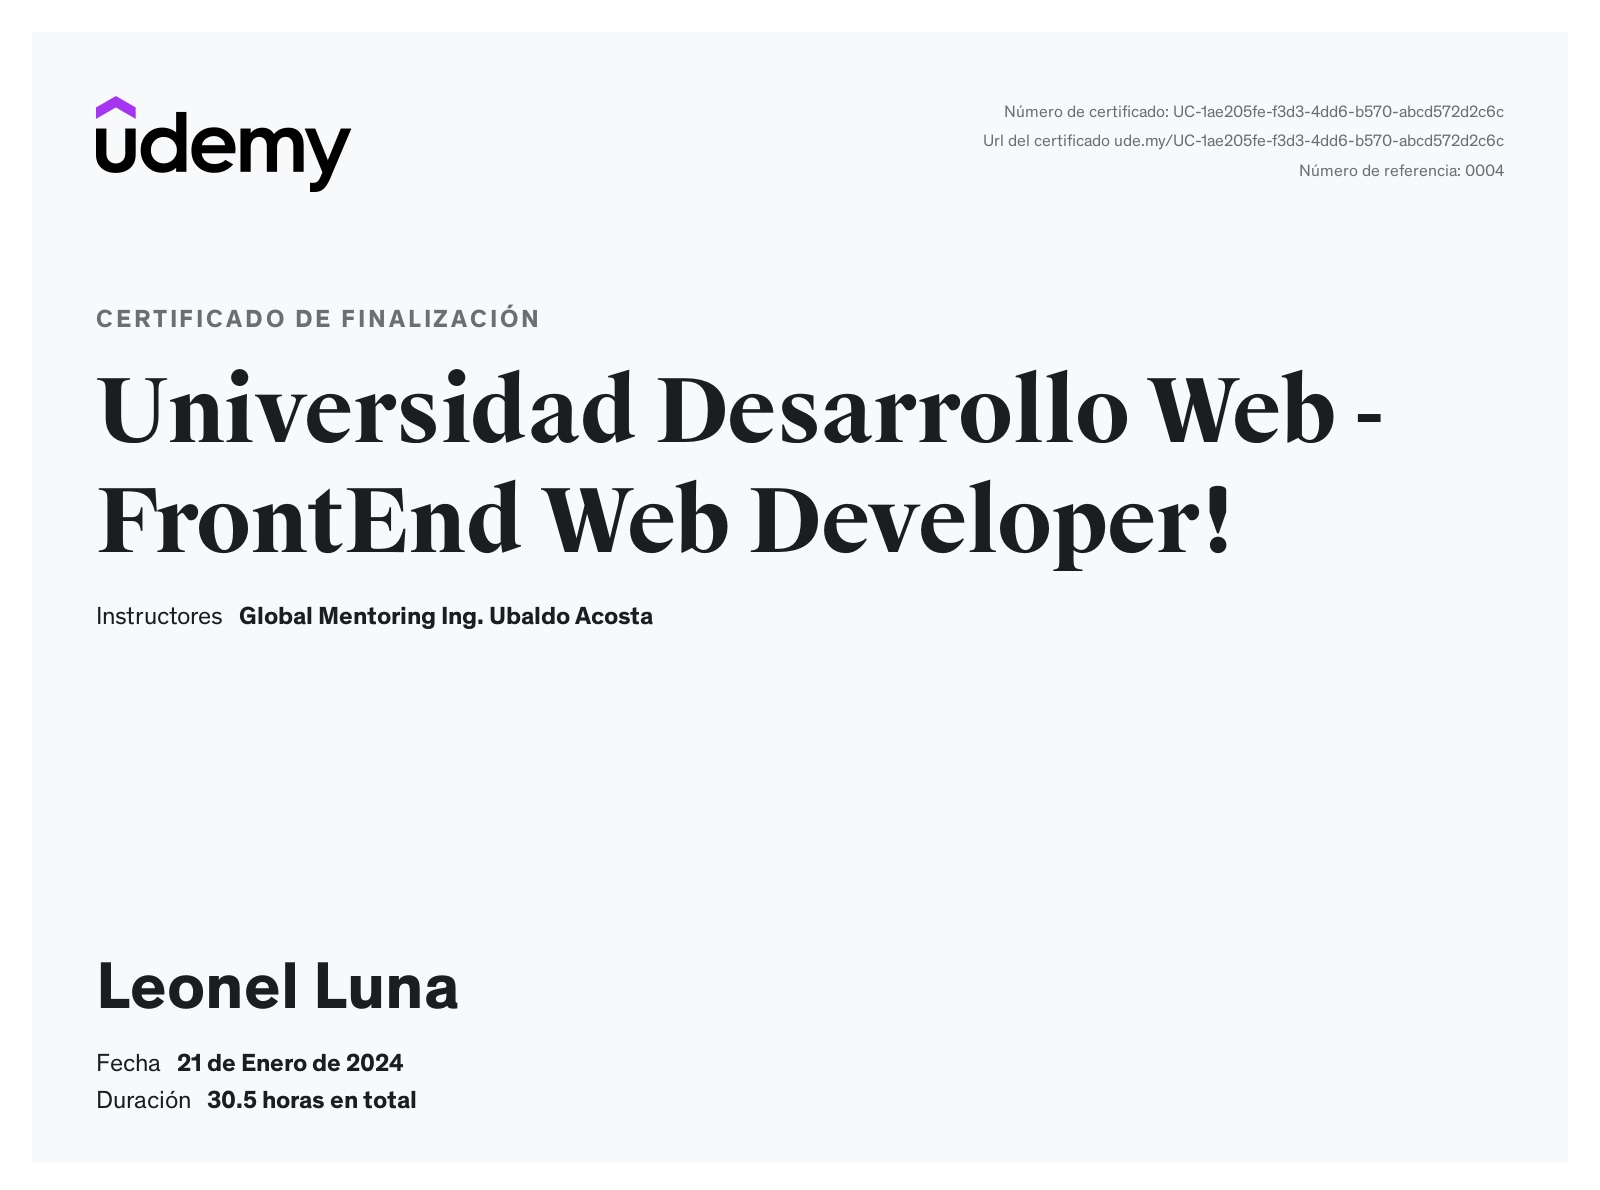 udemy
Número de certificado: UC-1ae205fe-f3d3-4dd6-b570-abcd572d2c6c
Url del certificado ude.my/UC-1ae205fe-f3d3-4dd6-b570-abcd572d2c6c
Número de referencia: 0004
CERTIFICADO DE FINALIZACIÓN
Universidad Desarrollo Web -
FrontEnd Web Developer!
Instructores Global Mentoring Ing. Ubaldo Acosta
Leonel Luna
Fecha 21 de Enero de 2024
Duración 30.5 horas en total